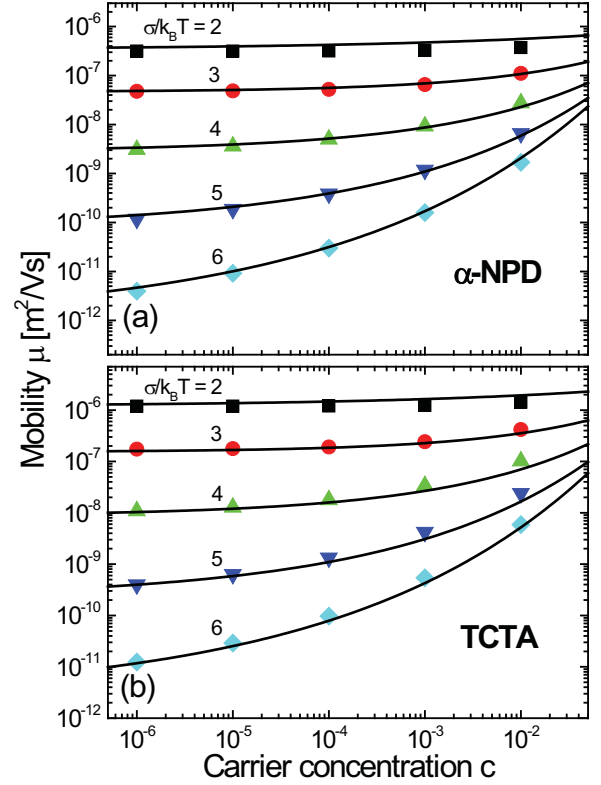 σ/k_BT = 2
10⁻⁶
3
10⁻⁷
4
10⁻⁸
10⁻⁹
5
10⁻¹⁰
6
10⁻¹¹
α-NPD
10⁻¹²
(a)
Mobility μ [m²/Vs]
σ/k_BT = 2
10⁻⁶
3
10⁻⁷
4
10⁻⁸
5
10⁻⁹
10⁻¹⁰
6
TCTA
10⁻¹¹
(b)
10⁻¹²
10⁻⁶ 10⁻⁵ 10⁻⁴ 10⁻³ 10⁻²
Carrier concentration c